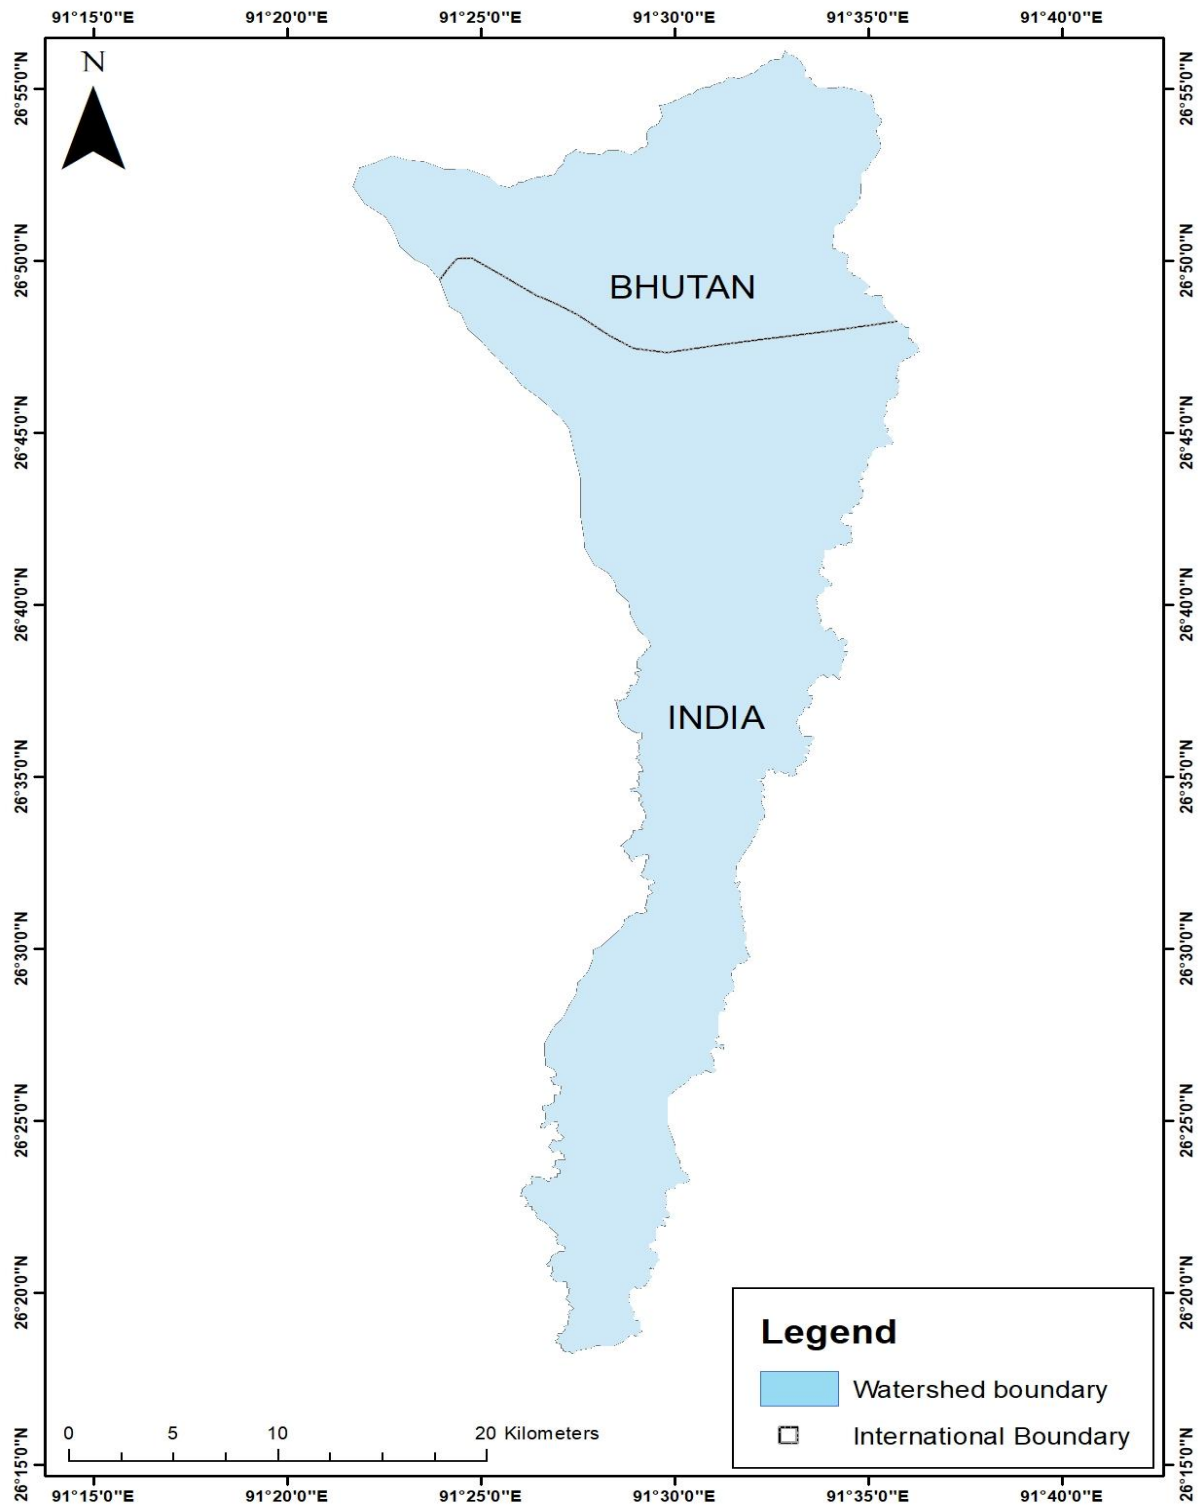 91°15'0"E 91°20'0"E 91°25'0"E 91°30'0"E 91°35'0"E 91°40'0"E
N
26°55'0"N 26°55'0"N
26°50'0"N 26°50'0"N
BHUTAN
26°45'0"N 26°45'0"N
26°40'0"N 26°40'0"N
INDIA
26°35'0"N 26°35'0"N
26°30'0"N 26°30'0"N
26°25'0"N 26°25'0"N
26°20'0"N 26°20'0"N
Legend
Watershed boundary
International Boundary
0 5 10 20 Kilometers
26°15'0"N 26°15'0"N
91°15'0"E 91°20'0"E 91°25'0"E 91°30'0"E 91°35'0"E 91°40'0"E